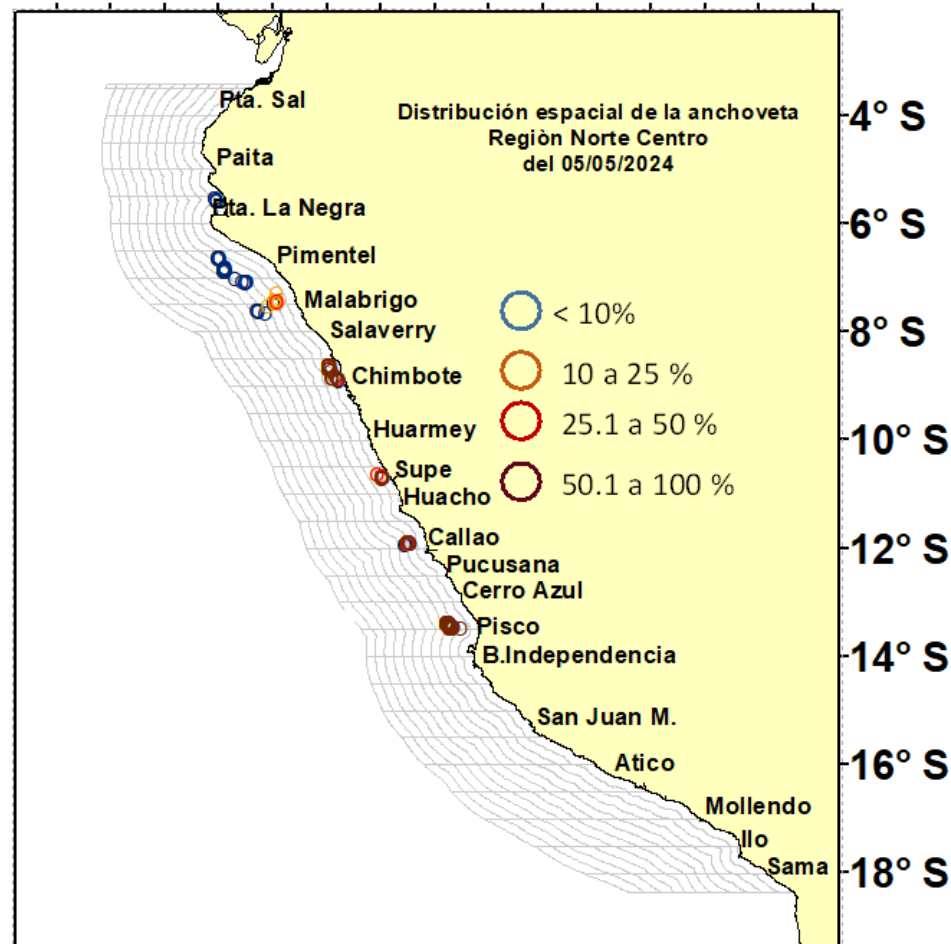 Pta. Sal
Distribución espacial de la anchoveta
Regiòn Norte Centro
del 05/05/2024
4° S
Paita
Pta. La Negra
6° S
Pimentel
Malabrigo
< 10%
Salaverry
8° S
Chimbote
10 a 25 %
Huarmey
25.1 a 50 %
10° S
Supe
50.1 a 100 %
Huacho
Callao
12° S
Pucusana
Cerro Azul
Pisco
B.Independencia
14° S
San Juan M.
Atico
16° S
Mollendo
Ilo
Sama
18° S